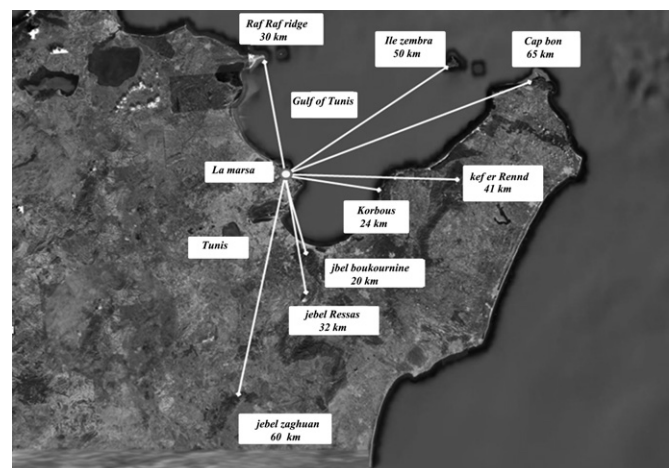 Raf Raf ridge
30 km
Ile zembra
50 km
Cap bon
65 km
Gulf of Tunis
La marsa
kef er Rennd
41 km
Korbous
24 km
Tunis
jbel boukournine
20 km
jebel Ressas
32 km
jebel zaghuan
60 km